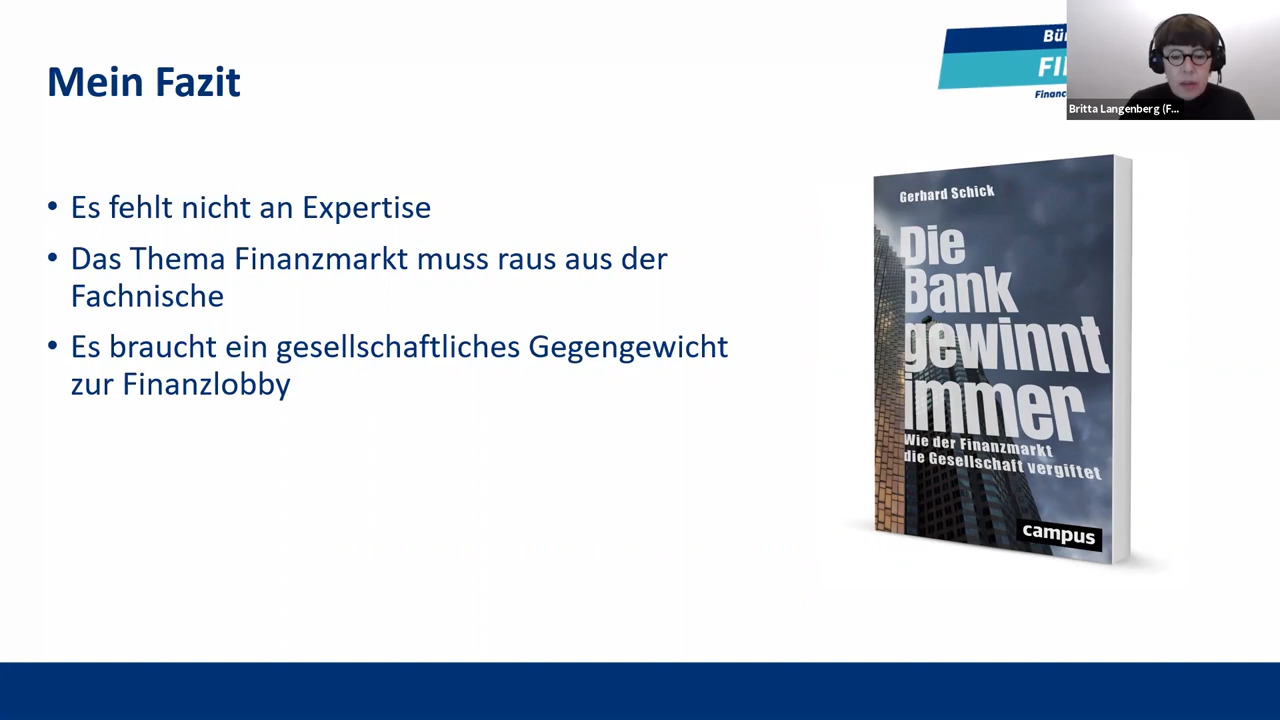 Mein Fazit
• Es fehlt nicht an Expertise
• Das Thema Finanzmarkt muss raus aus der
Fachnische
• Es braucht ein gesellschaftliches Gegengewicht
zur Finanzlobby
Britta Langenberg (F...
Gerhard Schick
Die
Bank
gewinnt
immer
Wie der Finanzmarkt
die Gesellschaft vergiftet
campus